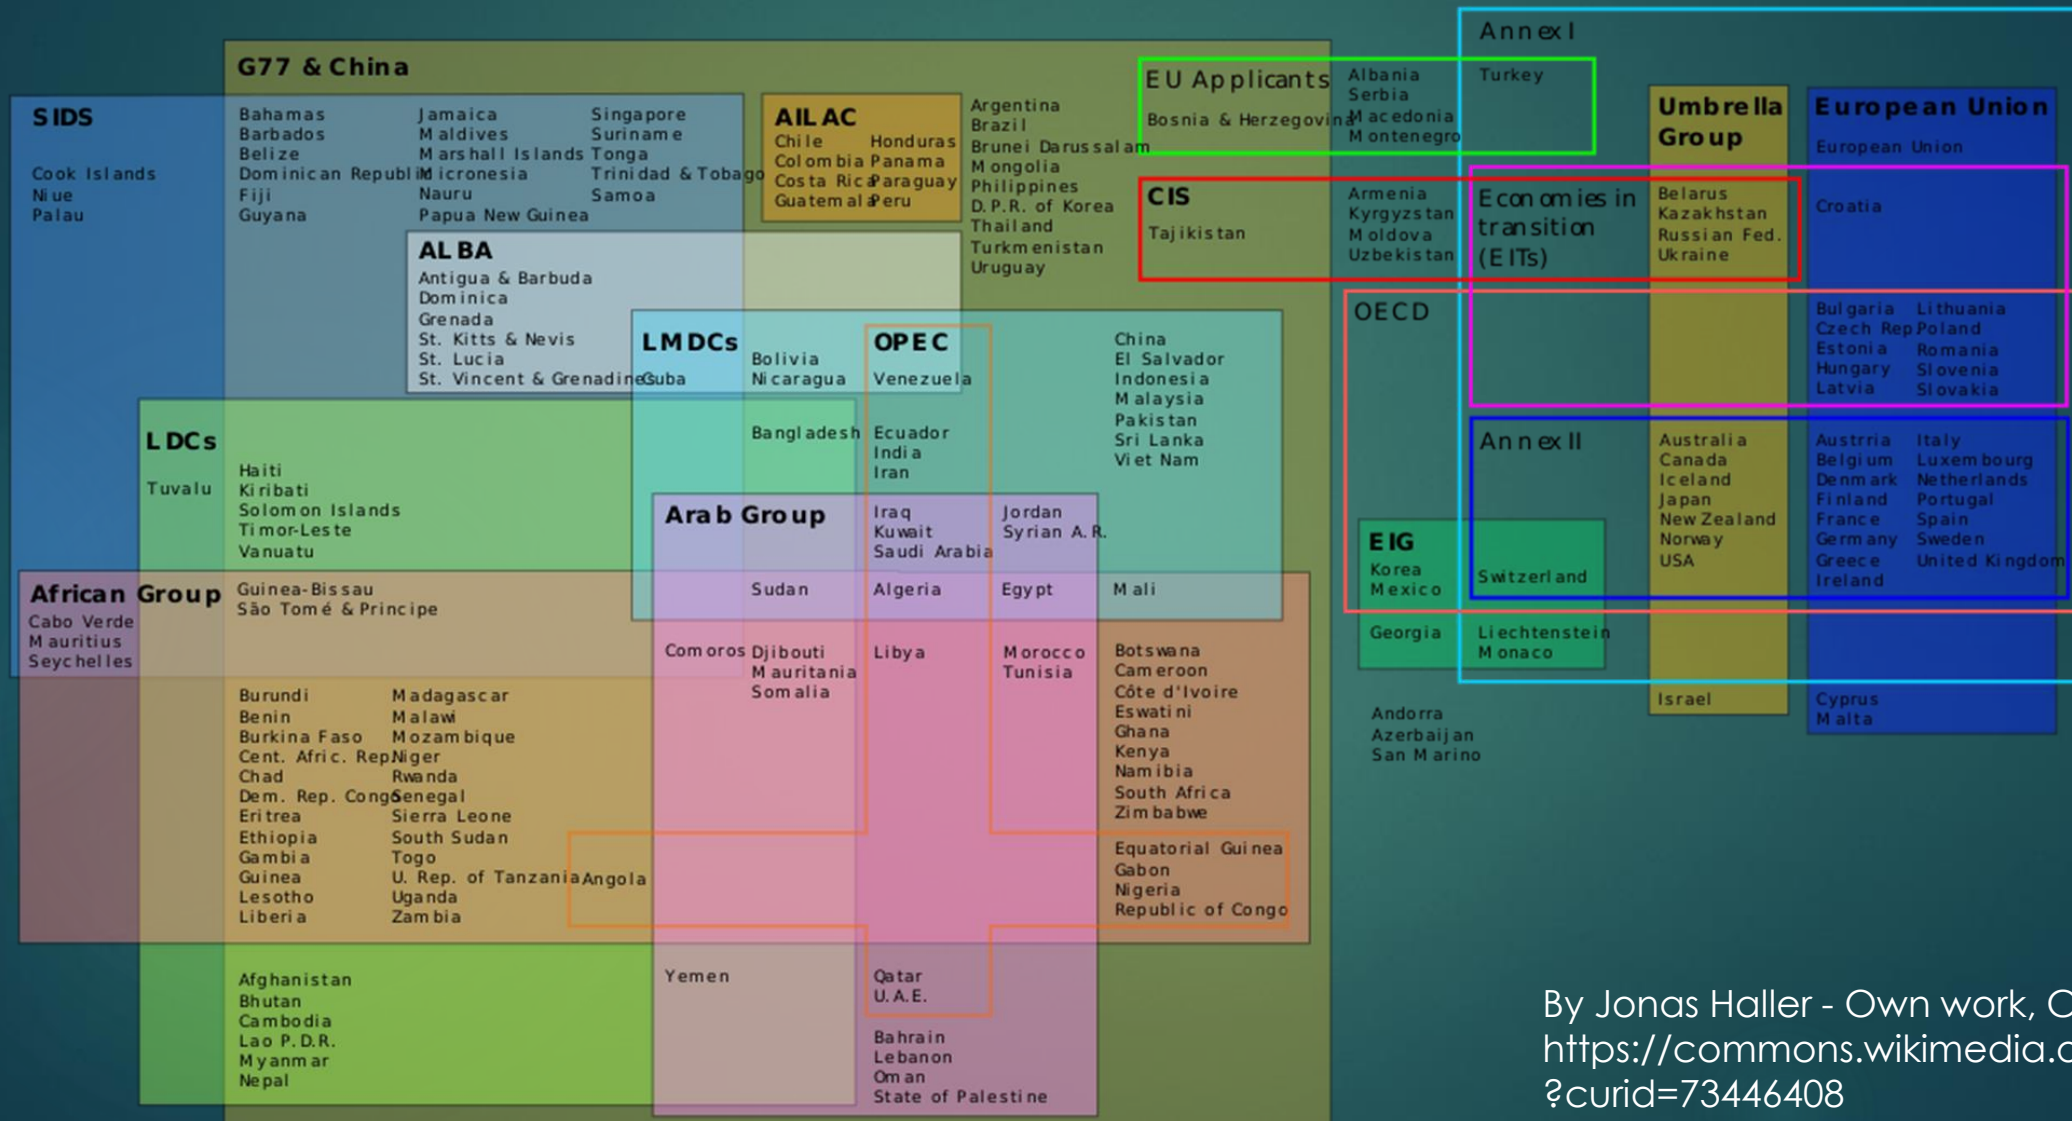 Annex I
G77 & China
EU Applicants
Albania
Serbia
Macedonia
Montenegro
Turkey
Bosnia & Herzegovina
SIDS
Cook Islands
Niue
Palau
Bahamas
Barbados
Belize
Dominican Republi
Fiji
Guyana
Jamaica
Maldives
Marshall Islands
Micronesia
Nauru
Papua New Guinea
Singapore
Suriname
Tonga
Trinidad & Tobago
Samoa
AILAC
Chile
Colombia
Costa Rica
Guatemala
Honduras
Panama
Paraguay
Peru
Argentina
Brazil
Brunei Darussalam
Mongolia
Philippines
D.P.R. of Korea
Thailand
Turkmenistan
Uruguay
CIS
Tajikistan
Armenia
Kyrgyzstan
Moldova
Uzbekistan
Economies in
transition
(EITs)
Umbrella
Group
Belarus
Kazakhstan
Russian Fed.
Ukraine
European Union
European Union
Croatia
ALBA
Antigua & Barbuda
Dominica
Grenada
St. Kitts & Nevis
St. Lucia
St. Vincent & Grenadines
LMDCs
Cuba
Bolivia
Nicaragua
OPEC
Venezuela
China
El Salvador
Indonesia
Malaysia
Pakistan
Sri Lanka
Viet Nam
OECD
Bulgaria
Czech Rep.
Estonia
Hungary
Latvia
Lithuania
Poland
Romania
Slovenia
Slovakia
LDCs
Tuvalu
Haiti
Kiribati
Solomon Islands
Timor-Leste
Vanuatu
Bangladesh
Ecuador
India
Iran
Annex II
Australia
Canada
Iceland
Japan
New Zealand
Norway
USA
Austrria
Belgium
Denmark
Finland
France
Germany
Greece
Ireland
Italy
Luxembourg
Netherlands
Portugal
Spain
Sweden
United Kingdom
Arab Group
Iraq
Kuwait
Saudi Arabia
Jordan
Syrian A.R.
EIG
Korea
Mexico
Switzerland
Georgia
Liechtenstein
Monaco
African Group
Cabo Verde
Mauritius
Seychelles
Guinea-Bissau
São Tomé & Principe
Sudan
Algeria
Egypt
Mali
Comoros
Djibouti
Mauritania
Somalia
Libya
Morocco
Tunisia
Botswana
Cameroon
Côte d'Ivoire
Eswatini
Ghana
Kenya
Namibia
South Africa
Zimbabwe
Israel
Cyprus
Malta
Andorra
Azerbaijan
San Marino
Burundi
Benin
Burkina Faso
Cent. Afric. Rep.
Chad
Dem. Rep. Congo
Eritrea
Ethiopia
Gambia
Guinea
Lesotho
Liberia
Madagascar
Malawi
Mozambique
Niger
Rwanda
Senegal
Sierra Leone
South Sudan
Togo
U. Rep. of Tanzania
Uganda
Zambia
Angola
Equatorial Guinea
Gabon
Nigeria
Republic of Congo
Afghanistan
Bhutan
Cambodia
Lao P.D.R.
Myanmar
Nepal
Yemen
Qatar
U.A.E.
Bahrain
Lebanon
Oman
State of Palestine
By Jonas Haller - Own work, C
https://commons.wikimedia.o
?curid=73446408